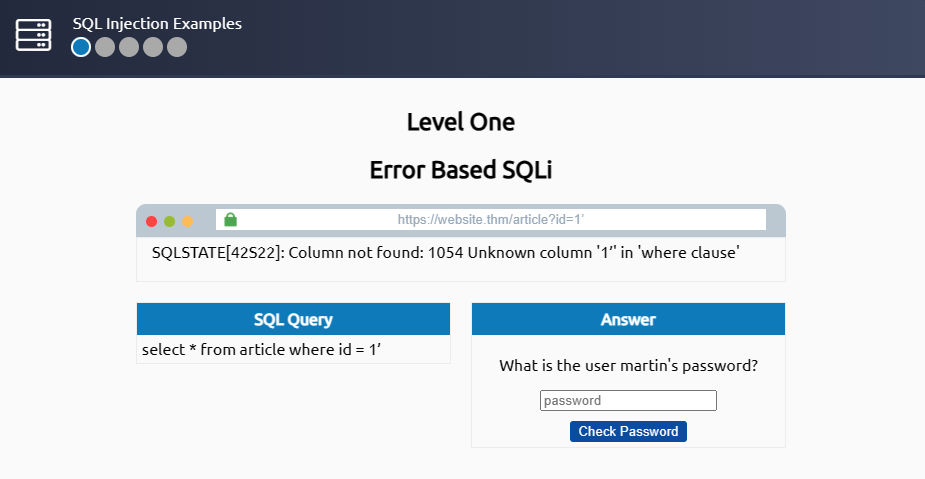 SQL Injection Examples
Level One
Error Based SQLi
https://website.thm/article?id=1’
SQLSTATE[42S22]: Column not found: 1054 Unknown column '1’' in 'where clause'
SQL Query
select * from article where id = 1’
Answer
What is the user martin's password?
password
Check Password